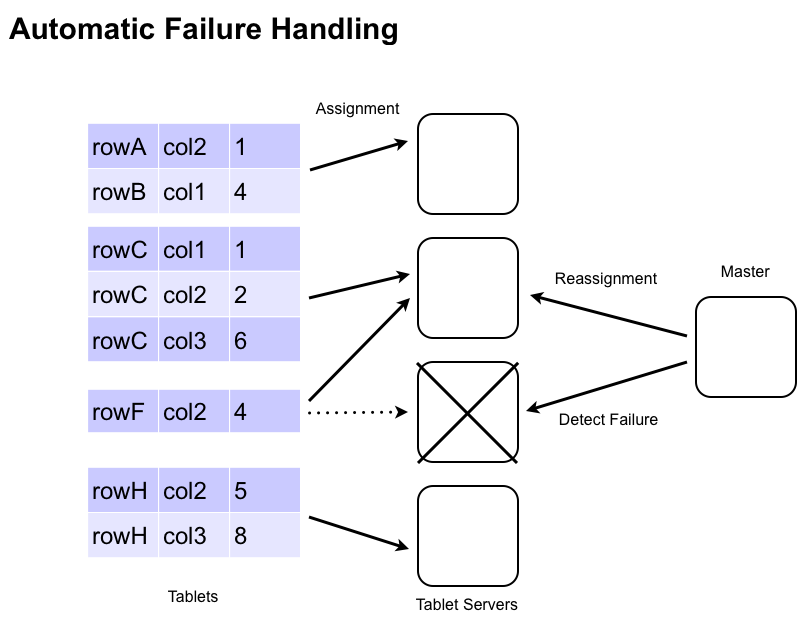 Automatic Failure Handling
Assignment
rowA col2 1
rowB col1 4
rowC col1 1
rowC col2 2
rowC col3 6
Reassignment
Master
rowF col2 4
Detect Failure
rowH col2 5
rowH col3 8
Tablets
Tablet Servers